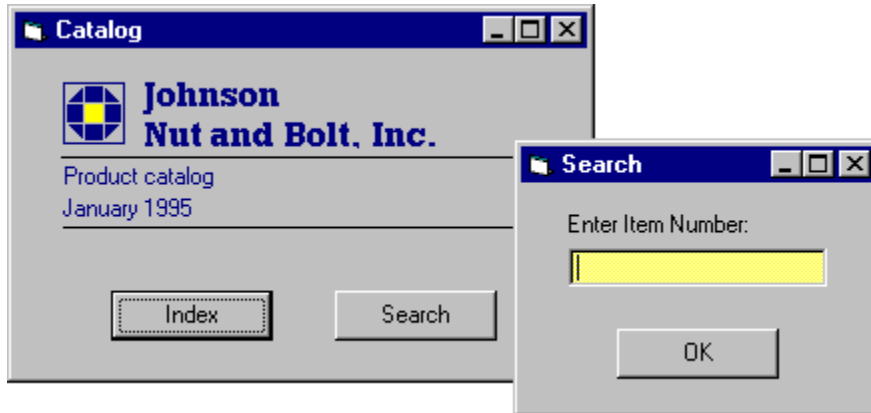 Catalog
Johnson
Nut and Bolt, Inc.
Product catalog
January 1995
Index
Search
Search
Enter Item Number:
OK